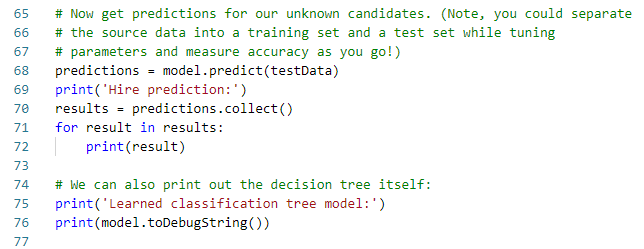 65 # Now get predictions for our unknown candidates. (Note, you could separate
66 # the source data into a training set and a test set while tuning
67 # parameters and measure accuracy as you go!)
68 predictions = model.predict(testData)
69 print('Hire prediction:')
70 results = predictions.collect()
71 for result in results:
72     print(result)
73
74 # We can also print out the decision tree itself:
75 print('Learned classification tree model:')
76 print(model.toDebugString())
77